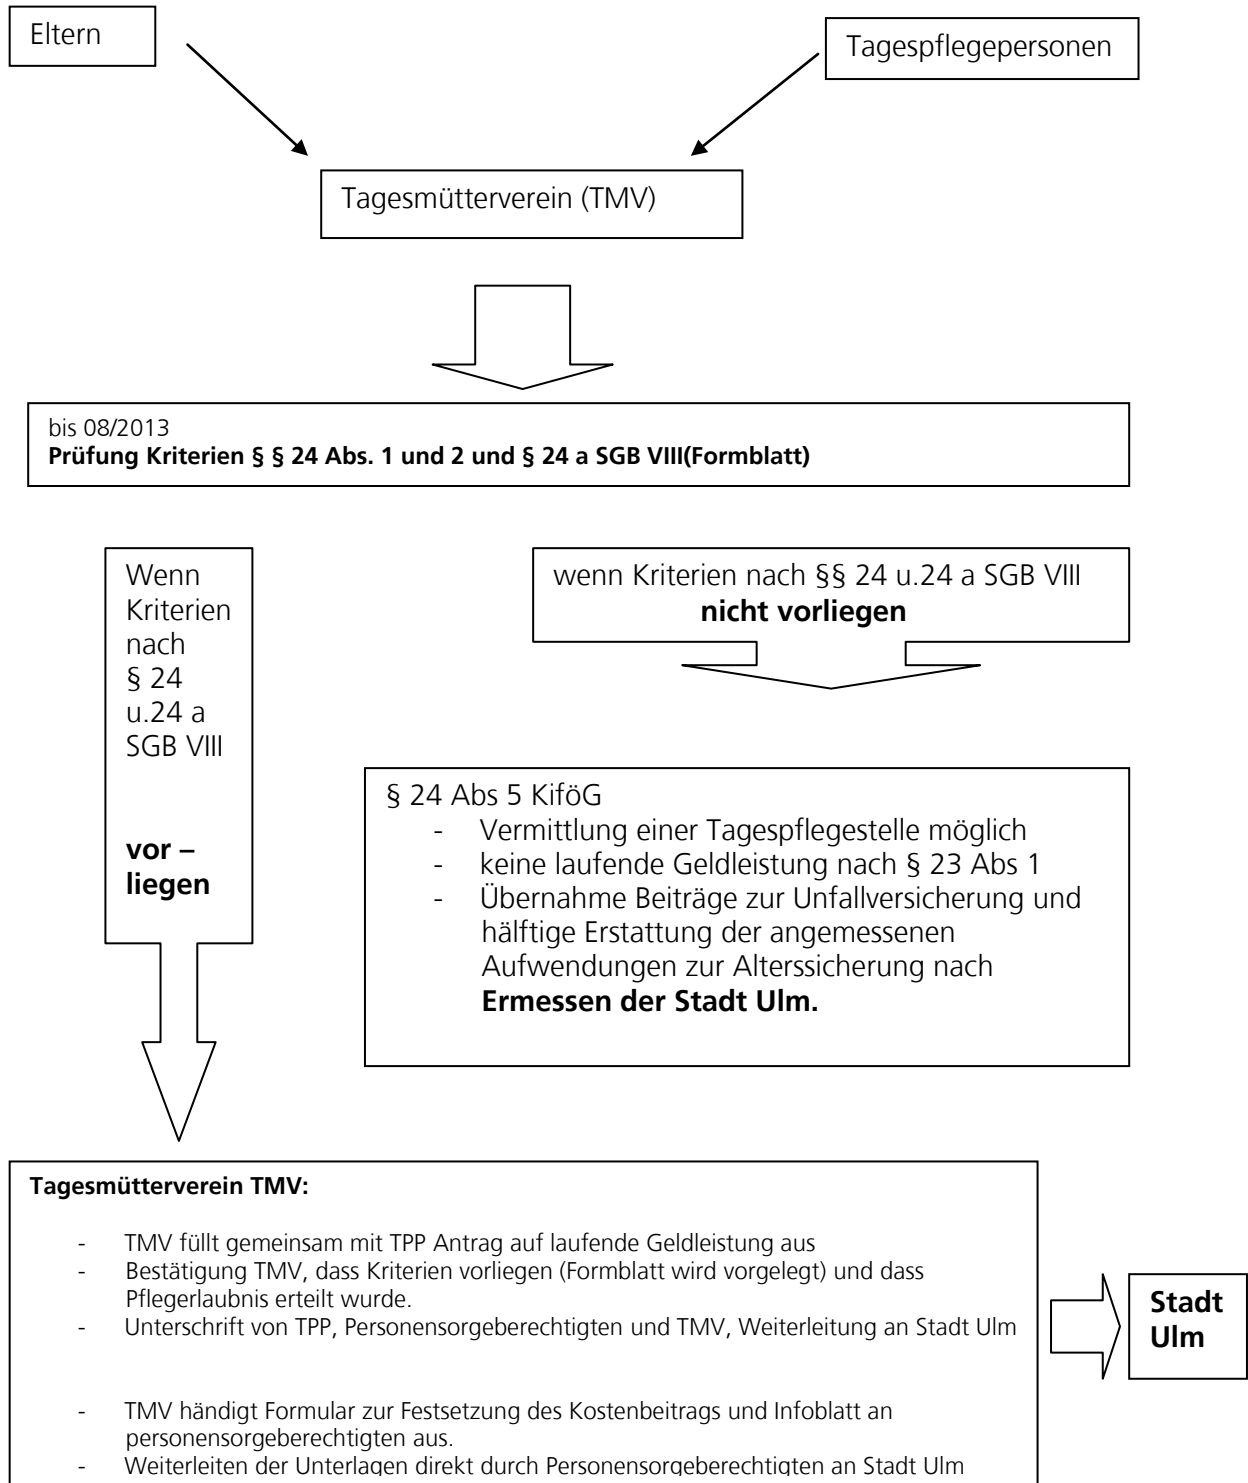 Eltern
Tagespflegepersonen
Tagesmütterverein (TMV)
bis 08/2013
Prüfung Kriterien § § 24 Abs. 1 und 2 und § 24 a SGB VIII(Formblatt)
Wenn
Kriterien
nach
§ 24
u.24 a
SGB VIII
vor –
liegen
wenn Kriterien nach §§ 24 u.24 a SGB VIII
nicht vorliegen
§ 24 Abs 5 KiföG
- Vermittlung einer Tagespflegestelle möglich
- keine laufende Geldleistung nach § 23 Abs 1
- Übernahme Beiträge zur Unfallversicherung und
hälftige Erstattung der angemessenen
Aufwendungen zur Alterssicherung nach
Ermessen der Stadt Ulm.
Tagesmütterverein TMV:
- TMV füllt gemeinsam mit TPP Antrag auf laufende Geldleistung aus
- Bestätigung TMV, dass Kriterien vorliegen (Formblatt wird vorgelegt) und dass
Pflegerlaubnis erteilt wurde.
- Unterschrift von TPP, Personensorgeberechtigten und TMV, Weiterleitung an Stadt Ulm
- TMV händigt Formular zur Festsetzung des Kostenbeitrags und Infoblatt an
personensorgeberechtigten aus.
- Weiterleiten der Unterlagen direkt durch Personensorgeberechtigten an Stadt Ulm
Stadt
Ulm